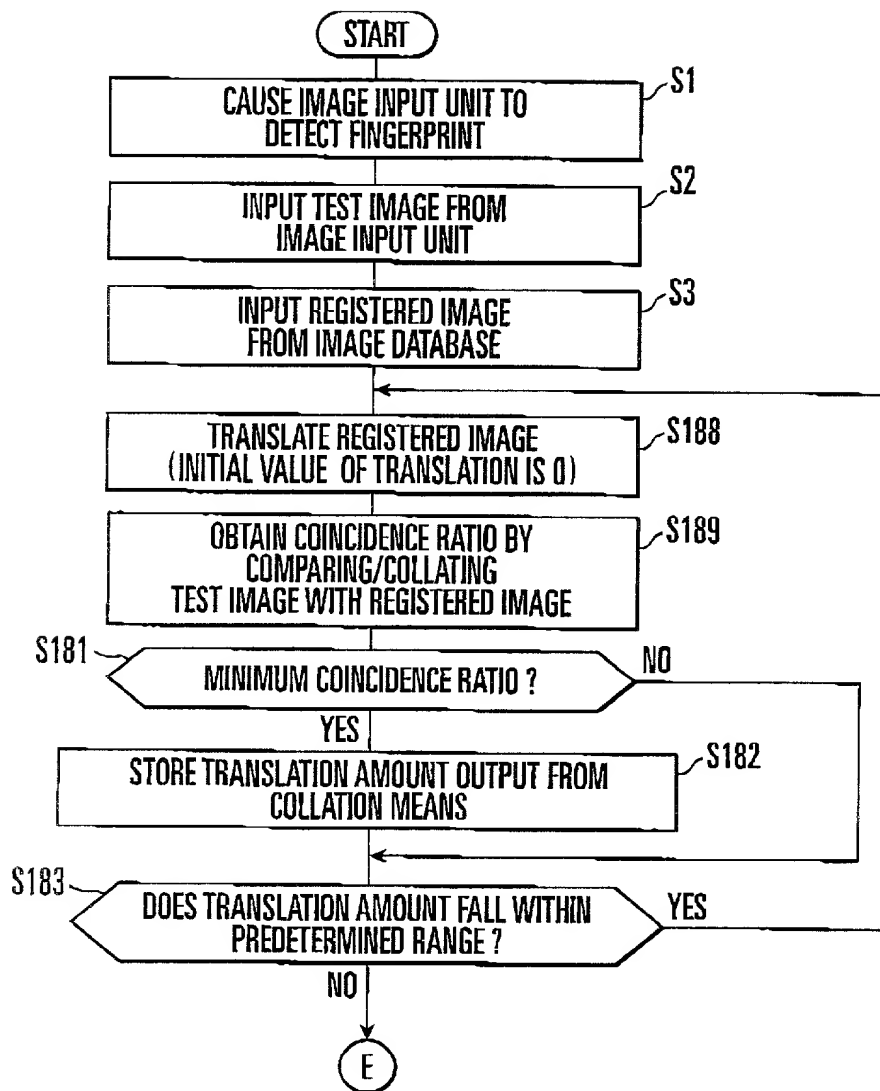 START
S1
CAUSE IMAGE INPUT UNIT TO
DETECT FINGERPRINT
S2
INPUT TEST IMAGE FROM
IMAGE INPUT UNIT
S3
INPUT REGISTERED IMAGE
FROM IMAGE DATABASE
S188
TRANSLATE REGISTERED IMAGE
(INITIAL VALUE OF TRANSLATION IS 0)
S189
OBTAIN COINCIDENCE RATIO BY
COMPARING/COLLATING
TEST IMAGE WITH REGISTERED IMAGE
S181
MINIMUM COINCIDENCE RATIO ?
NO
YES
S182
STORE TRANSLATION AMOUNT OUTPUT FROM
COLLATION MEANS
S183
DOES TRANSLATION AMOUNT FALL WITHIN
PREDETERMINED RANGE ?
YES
NO
E